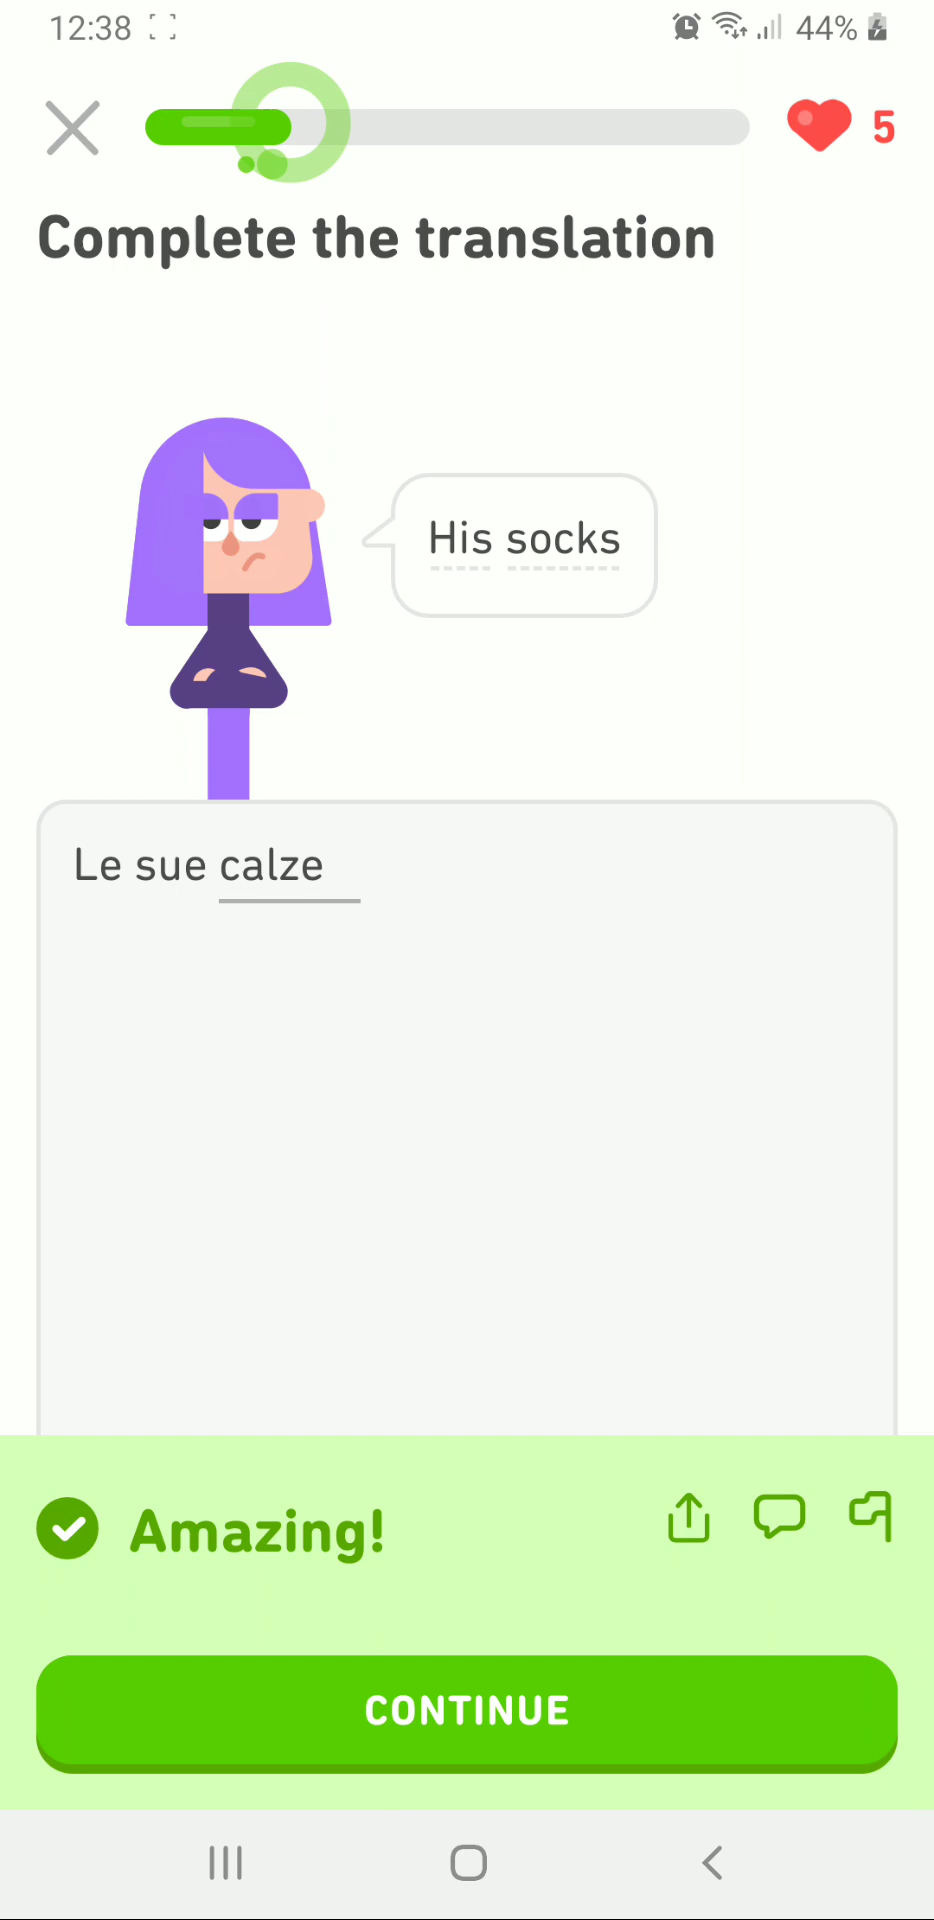 12:38 44%
5
Complete the translation
His socks
Le sue calze
Amazing!
CONTINUE